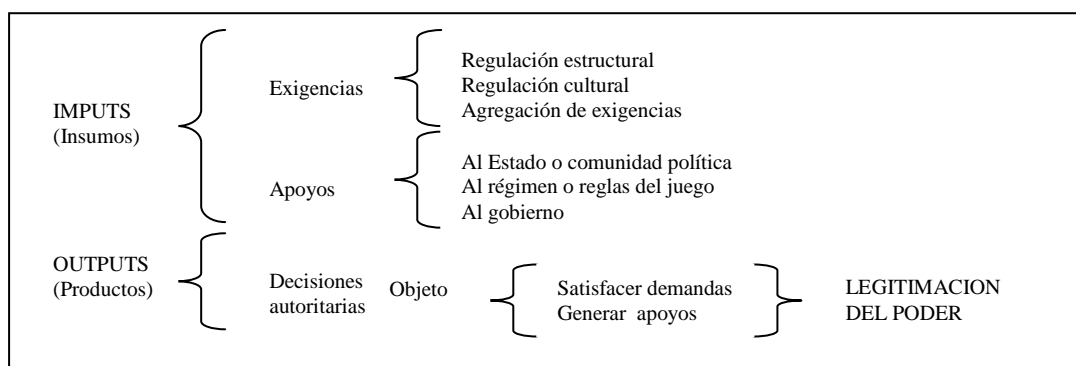 IMPUTS
(Insumos)
Exigencias
Regulación estructural
Regulación cultural
Agregación de exigencias
Apoyos
Al Estado o comunidad política
Al régimen o reglas del juego
Al gobierno
OUTPUTS
(Productos)
Decisiones
autoritarias
Objeto
Satisfacer demandas
Generar apoyos
LEGITIMACION
DEL PODER